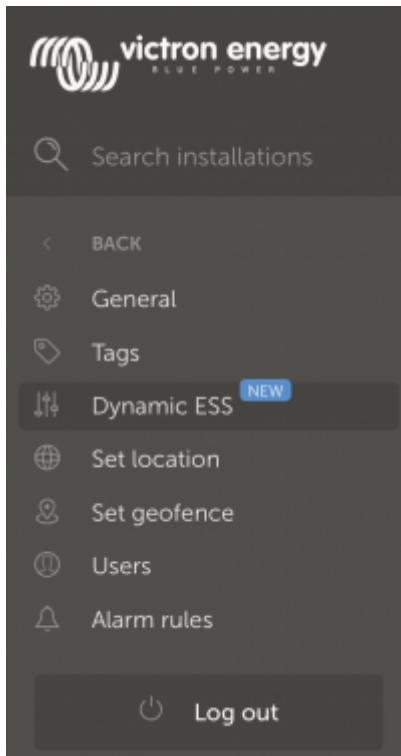 victron energy
BLUE POWER
Search installations
BACK
General
Tags
Dynamic ESS NEW
Set location
Set geofence
Users
Alarm rules
Log out